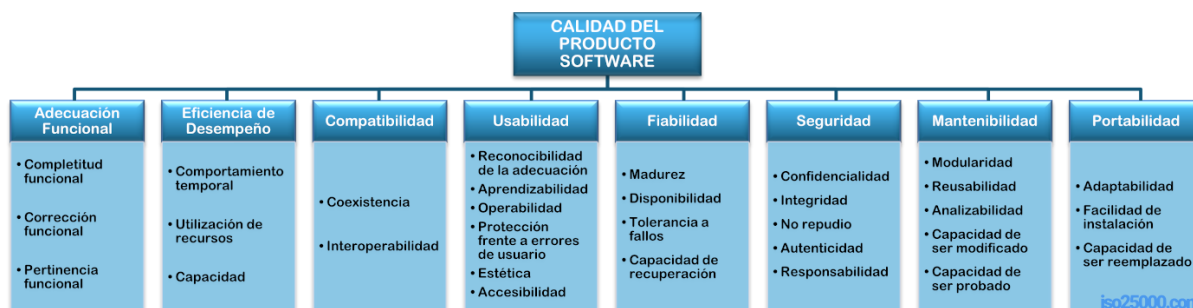 CALIDAD DEL
PRODUCTO
SOFTWARE
Adecuación
Funcional
• Completitud
funcional
• Corrección
funcional
• Pertinencia
funcional
Eficiencia de
Desempeño
• Comportamiento
temporal
• Utilización de
recursos
• Capacidad
Compatibilidad
• Coexistencia
• Interoperabilidad
Usabilidad
• Reconocibilidad
de la adecuación
• Aprendizabilidad
• Operabilidad
• Protección
frente a errores
de usuario
• Estética
• Accesibilidad
Fiabilidad
• Madurez
• Disponibilidad
• Tolerancia a
fallos
• Capacidad de
recuperación
Seguridad
• Confidencialidad
• Integridad
• No repudio
• Autenticidad
• Responsabilidad
Mantenibilidad
• Modularidad
• Reusabilidad
• Analizabilidad
• Capacidad de
ser modificado
• Capacidad de
ser probado
Portabilidad
• Adaptabilidad
• Facilidad de
instalación
• Capacidad de
ser reemplazado
iso25000.com